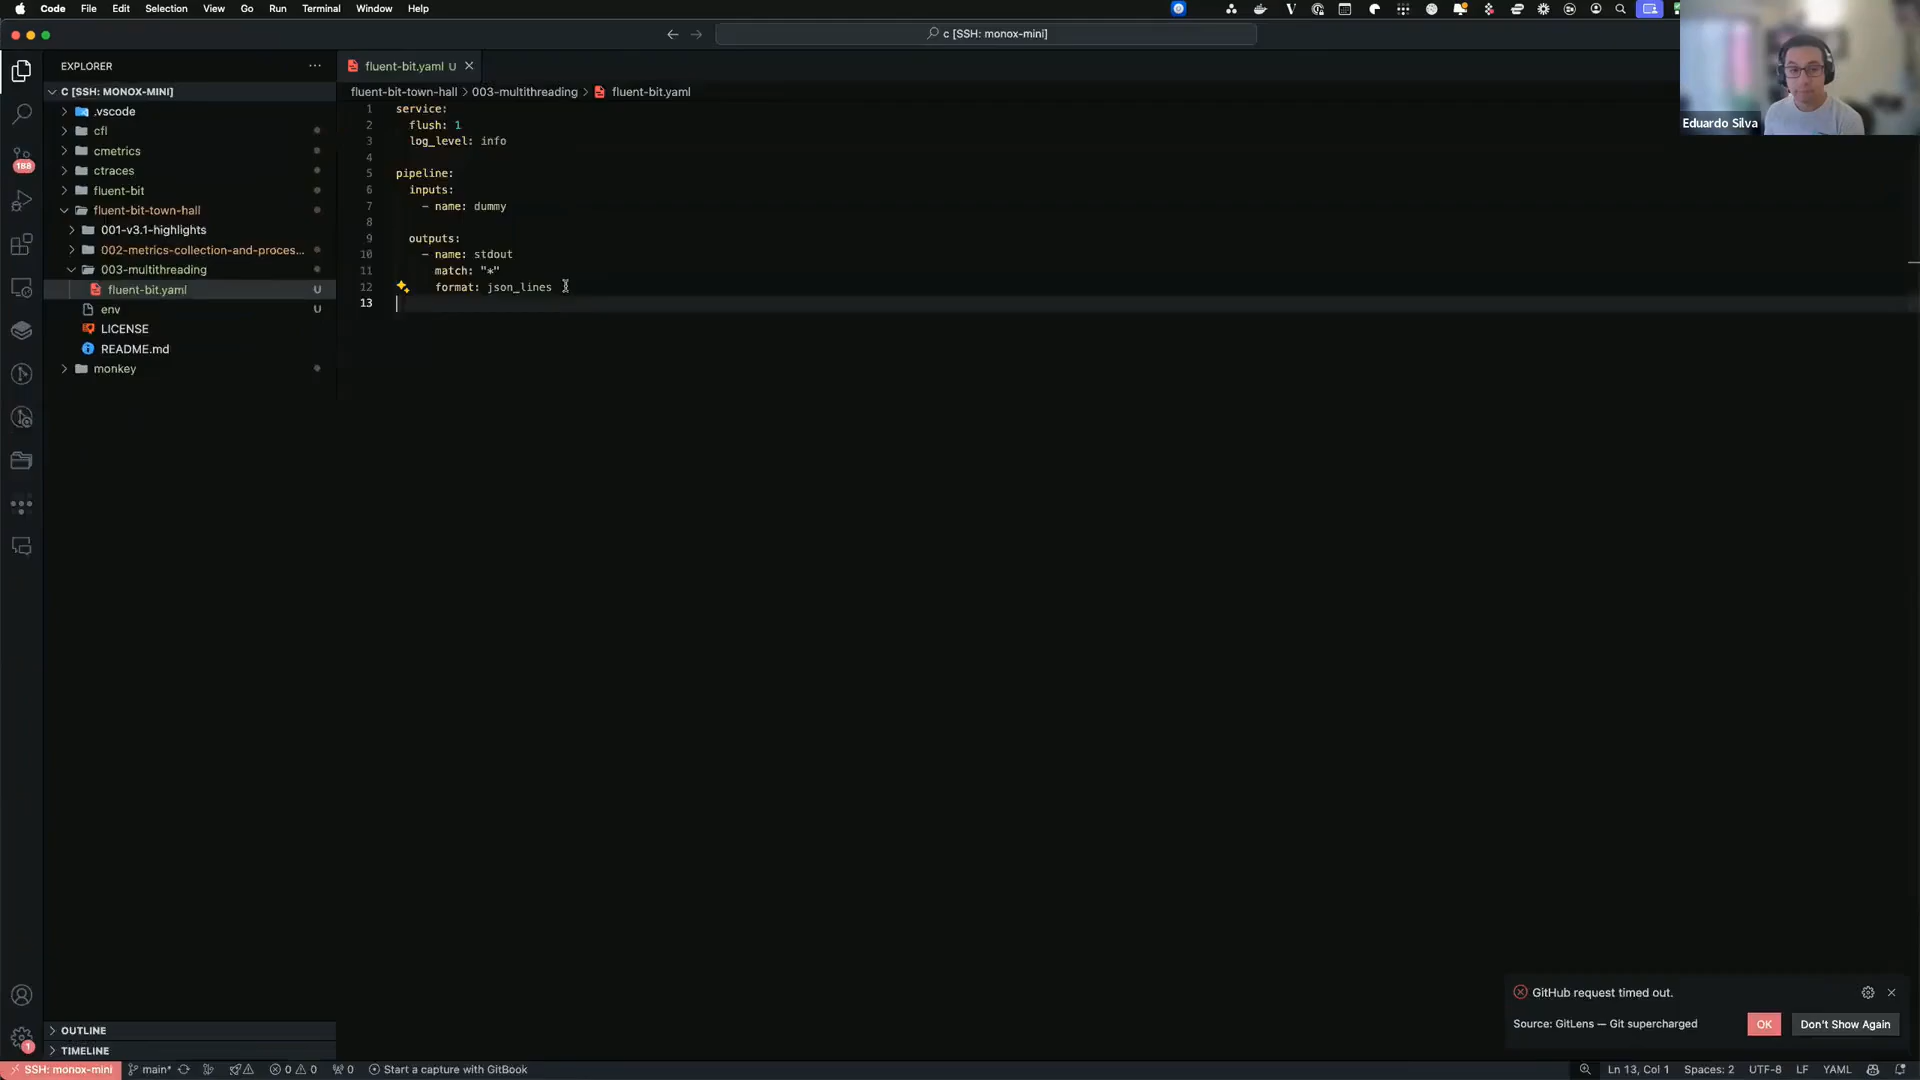 Code File Edit Selection View Go Run Terminal Window Help
c [SSH: monox-mini]
Eduardo Silva
EXPLORER
C [SSH: MONOX-MINI]
.vscode
cfl
cmetrics
ctraces
fluent-bit
fluent-bit-town-hall
001-v3.1-highlights
002-metrics-collection-and-proces...
003-multithreading
fluent-bit.yaml U
env U
LICENSE
README.md
monkey
188
1
OUTLINE
TIMELINE
fluent-bit.yaml U
fluent-bit-town-hall > 003-multithreading > fluent-bit.yaml
1 service:
2 flush: 1
3 log_level: info
4
5 pipeline:
6 inputs:
7 - name: dummy
8
9 outputs:
10 - name: stdout
11 match: "*"
12 format: json_lines
13
GitHub request timed out.
Source: GitLens — Git supercharged
OK
Don't Show Again
SSH: monox-mini main* 0 0 0 Start a capture with GitBook
Ln 13, Col 1 Spaces: 2 UTF-8 LF YAML